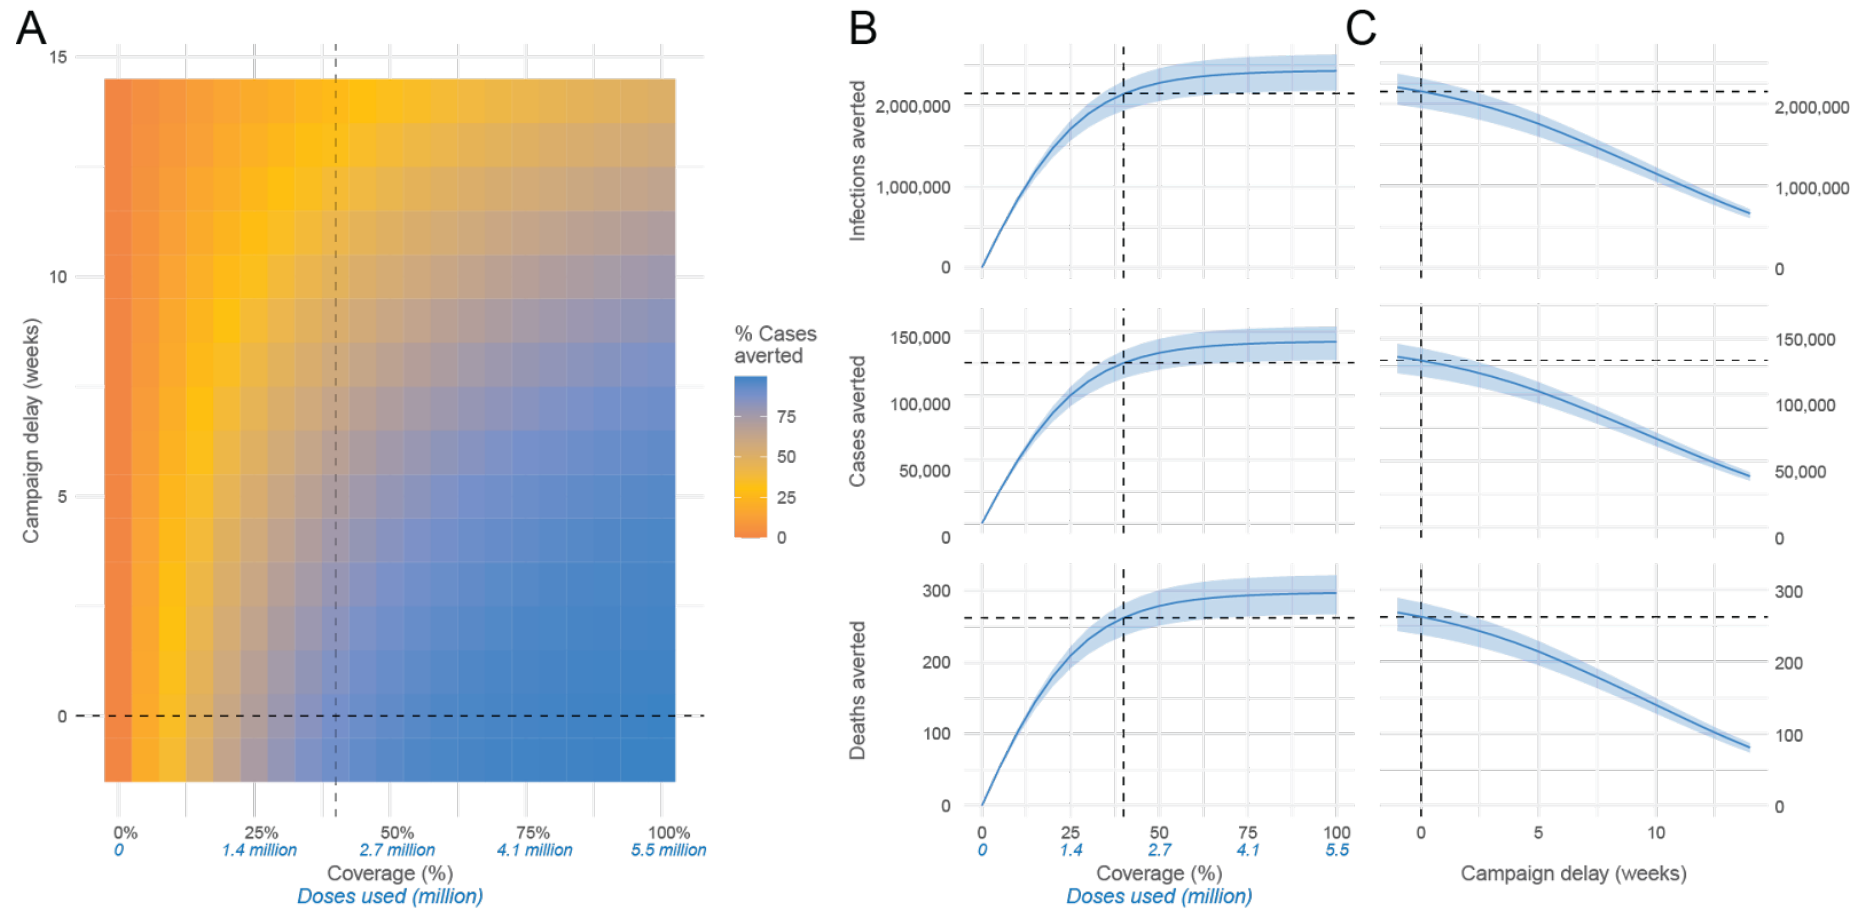 A
15
10
5
0
Campaign delay (weeks)
0% 25% 50% 75% 100%
0 1.4 million 2.7 million 4.1 million 5.5 million
Coverage (%)
Doses used (million)
% Cases
averted
75
50
25
0
B
Infections averted
2,000,000
1,000,000
0
Cases averted
150,000
100,000
50,000
0
Deaths averted
300
200
100
0
0 25 50 75 100
0 1.4 2.7 4.1 5.5
Coverage (%)
Doses used (million)
C
2,000,000
1,000,000
0
150,000
100,000
50,000
0
300
200
100
0
0 5 10
Campaign delay (weeks)